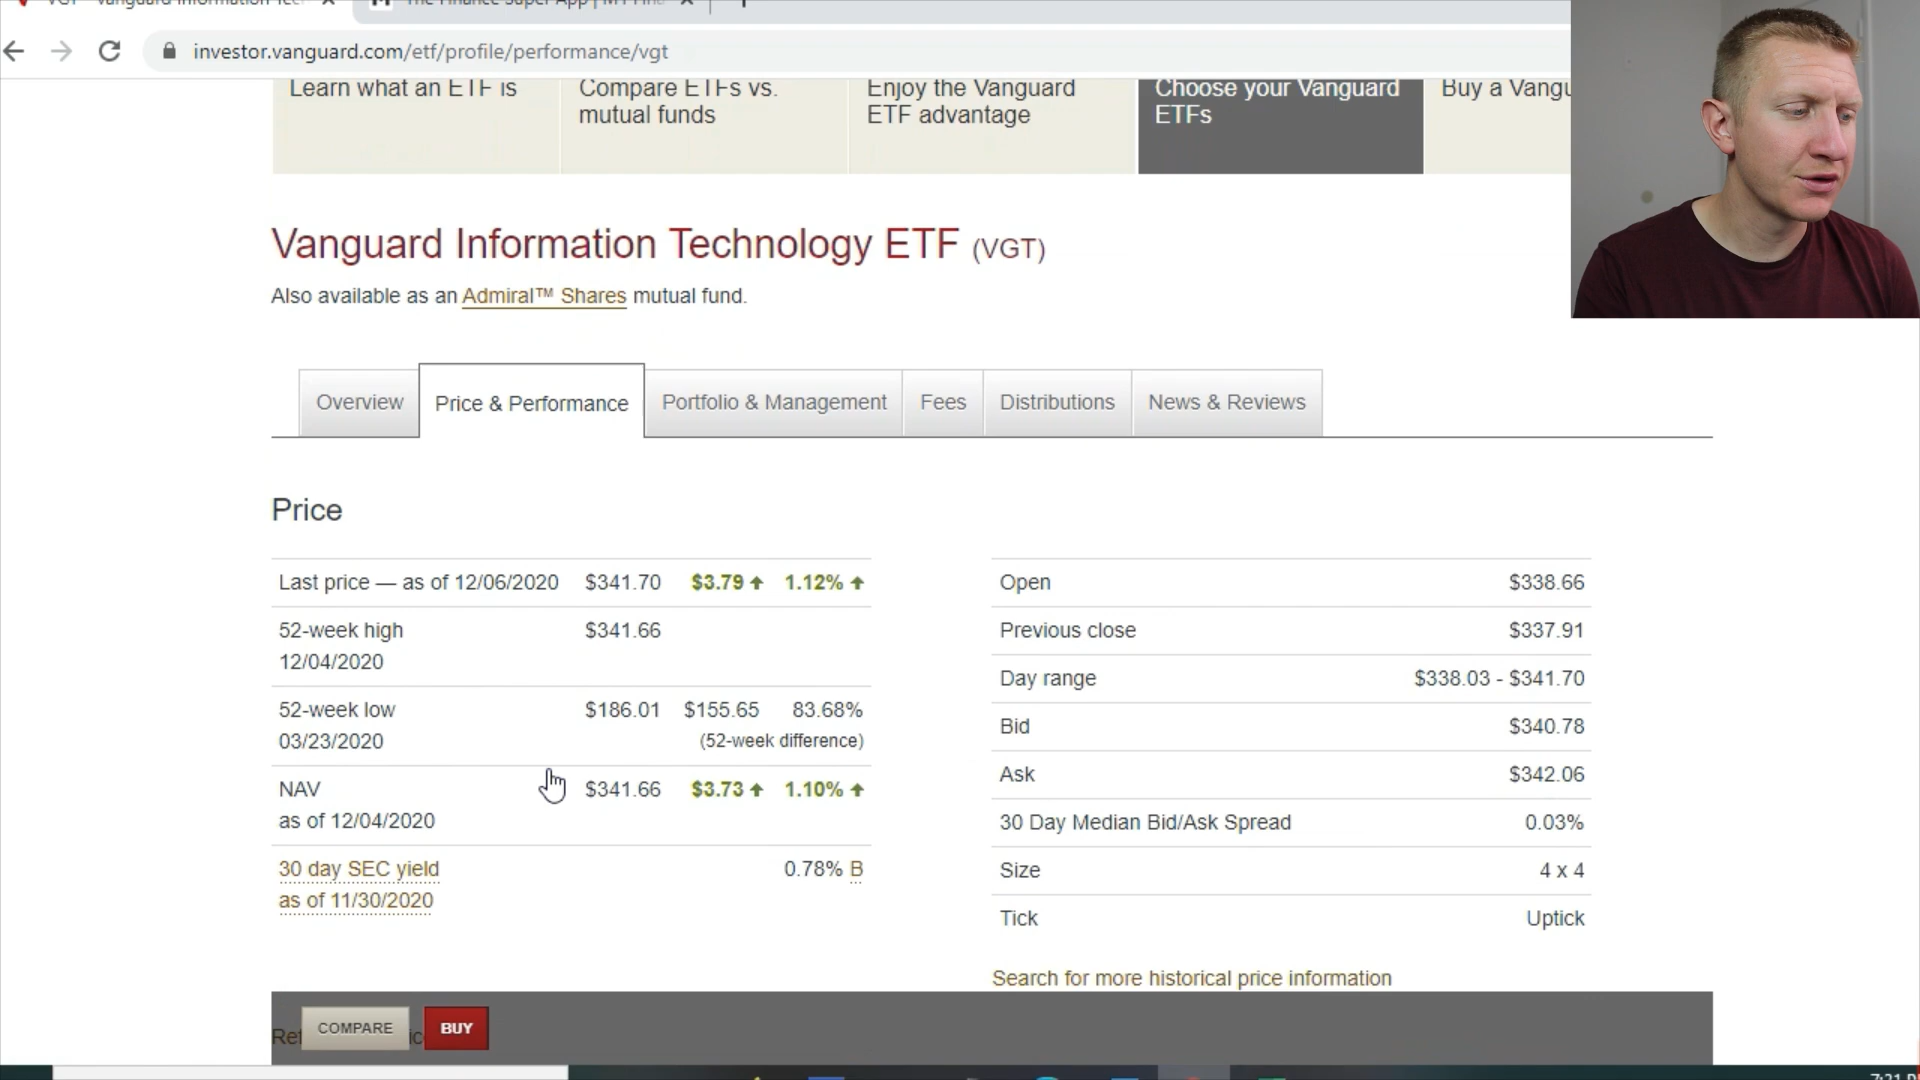 investor.vanguard.com/etf/profile/performance/vgt
Learn what an ETF is
Compare ETFs vs.
mutual funds
Enjoy the Vanguard
ETF advantage
Choose your Vanguard
ETFs
Buy a
Vanguard Information Technology ETF (VGT)
Also available as an Admiral™ Shares mutual fund.
Overview
Price & Performance
Portfolio & Management
Fees
Distributions
News & Reviews
Price
Last price — as of 12/06/2020 $341.70 $3.79 1.12%
52-week high $341.66
12/04/2020
52-week low $186.01 $155.65 83.68%
03/23/2020 (52-week difference)
NAV $341.66 $3.73 1.10%
as of 12/04/2020
30 day SEC yield 0.78% B
as of 11/30/2020
Open $338.66
Previous close $337.91
Day range $338.03 - $341.70
Bid $340.78
Ask $342.06
30 Day Median Bid/Ask Spread 0.03%
Size 4 x 4
Tick Uptick
Search for more historical price information
COMPARE
BUY